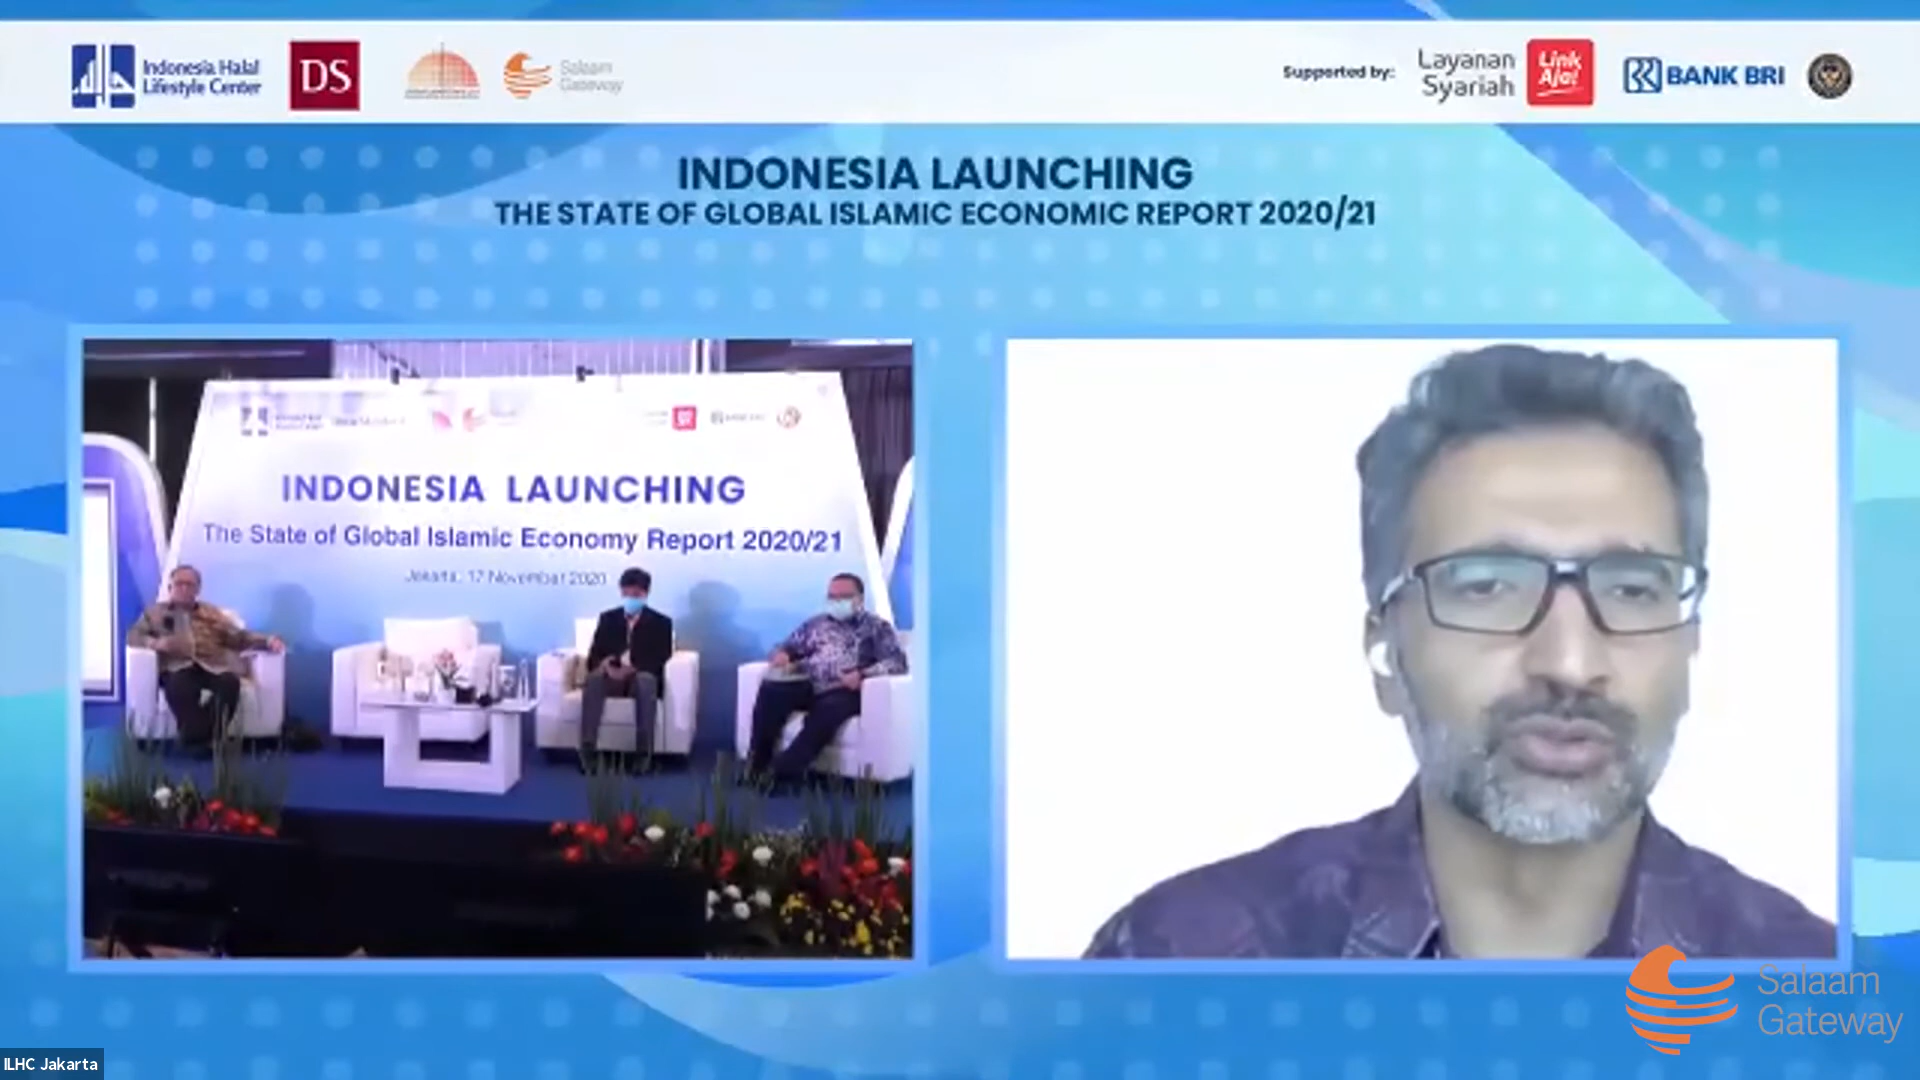 Indonesia Halal
Lifestyle Center
DS
Salaam
Gateway
Supported by:
Layanan
Syariah
Link
Aja!
BANK BRI
INDONESIA LAUNCHING
THE STATE OF GLOBAL ISLAMIC ECONOMIC REPORT 2020/21
INDONESIA LAUNCHING
The State of Global Islamic Economy Report 2020/21
Jakarta, 17 November 2020
Salaam
Gateway
ILHC Jakarta